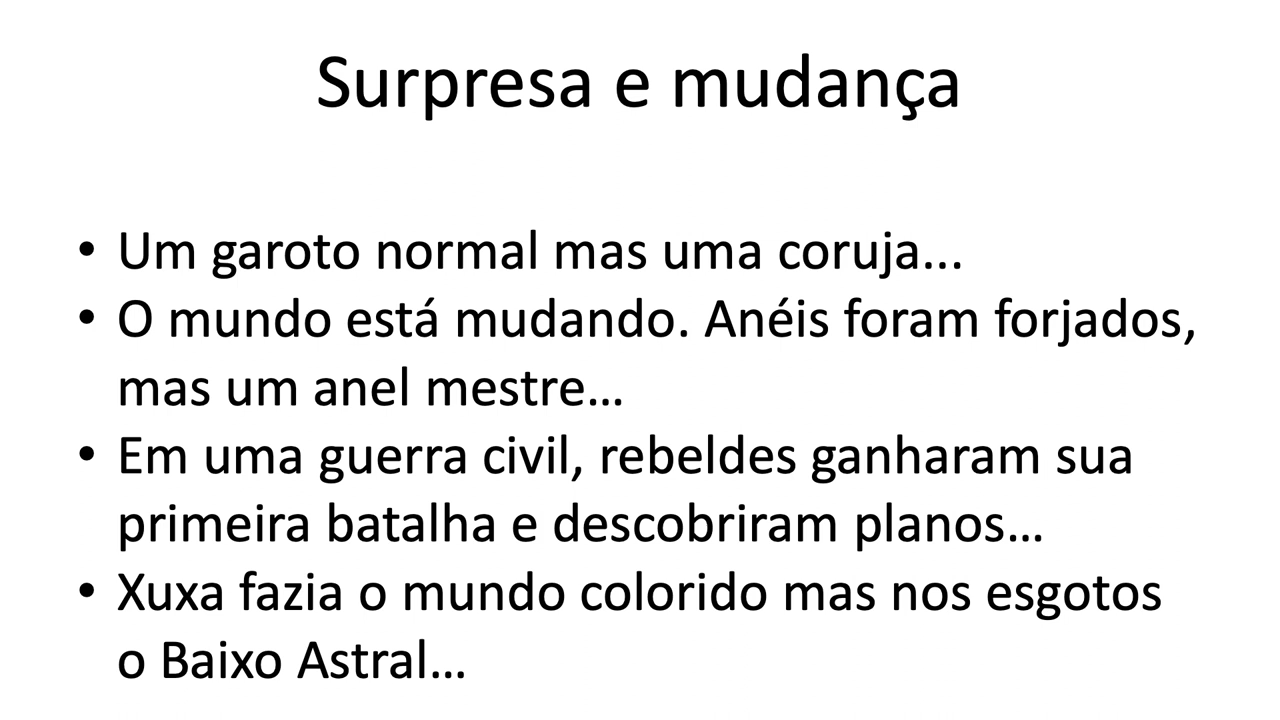 Surpresa e mudança
• Um garoto normal mas uma coruja...
• O mundo está mudando. Anéis foram forjados,
mas um anel mestre...
• Em uma guerra civil, rebeldes ganharam sua
primeira batalha e descobriram planos...
• Xuxa fazia o mundo colorido mas nos esgotos
o Baixo Astral...